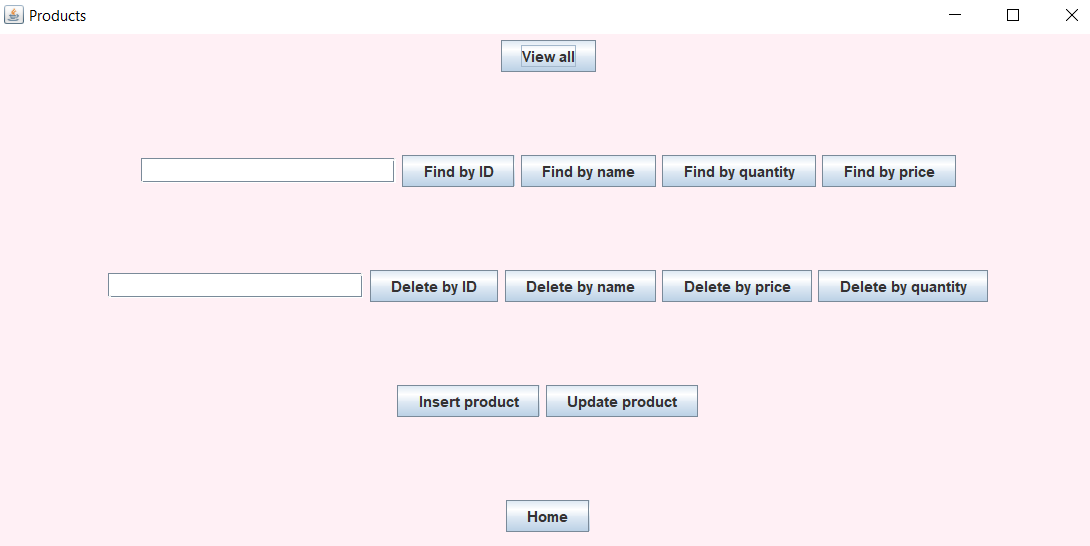 Products
View all
Find by ID Find by name Find by quantity Find by price
Delete by ID Delete by name Delete by price Delete by quantity
Insert product Update product
Home